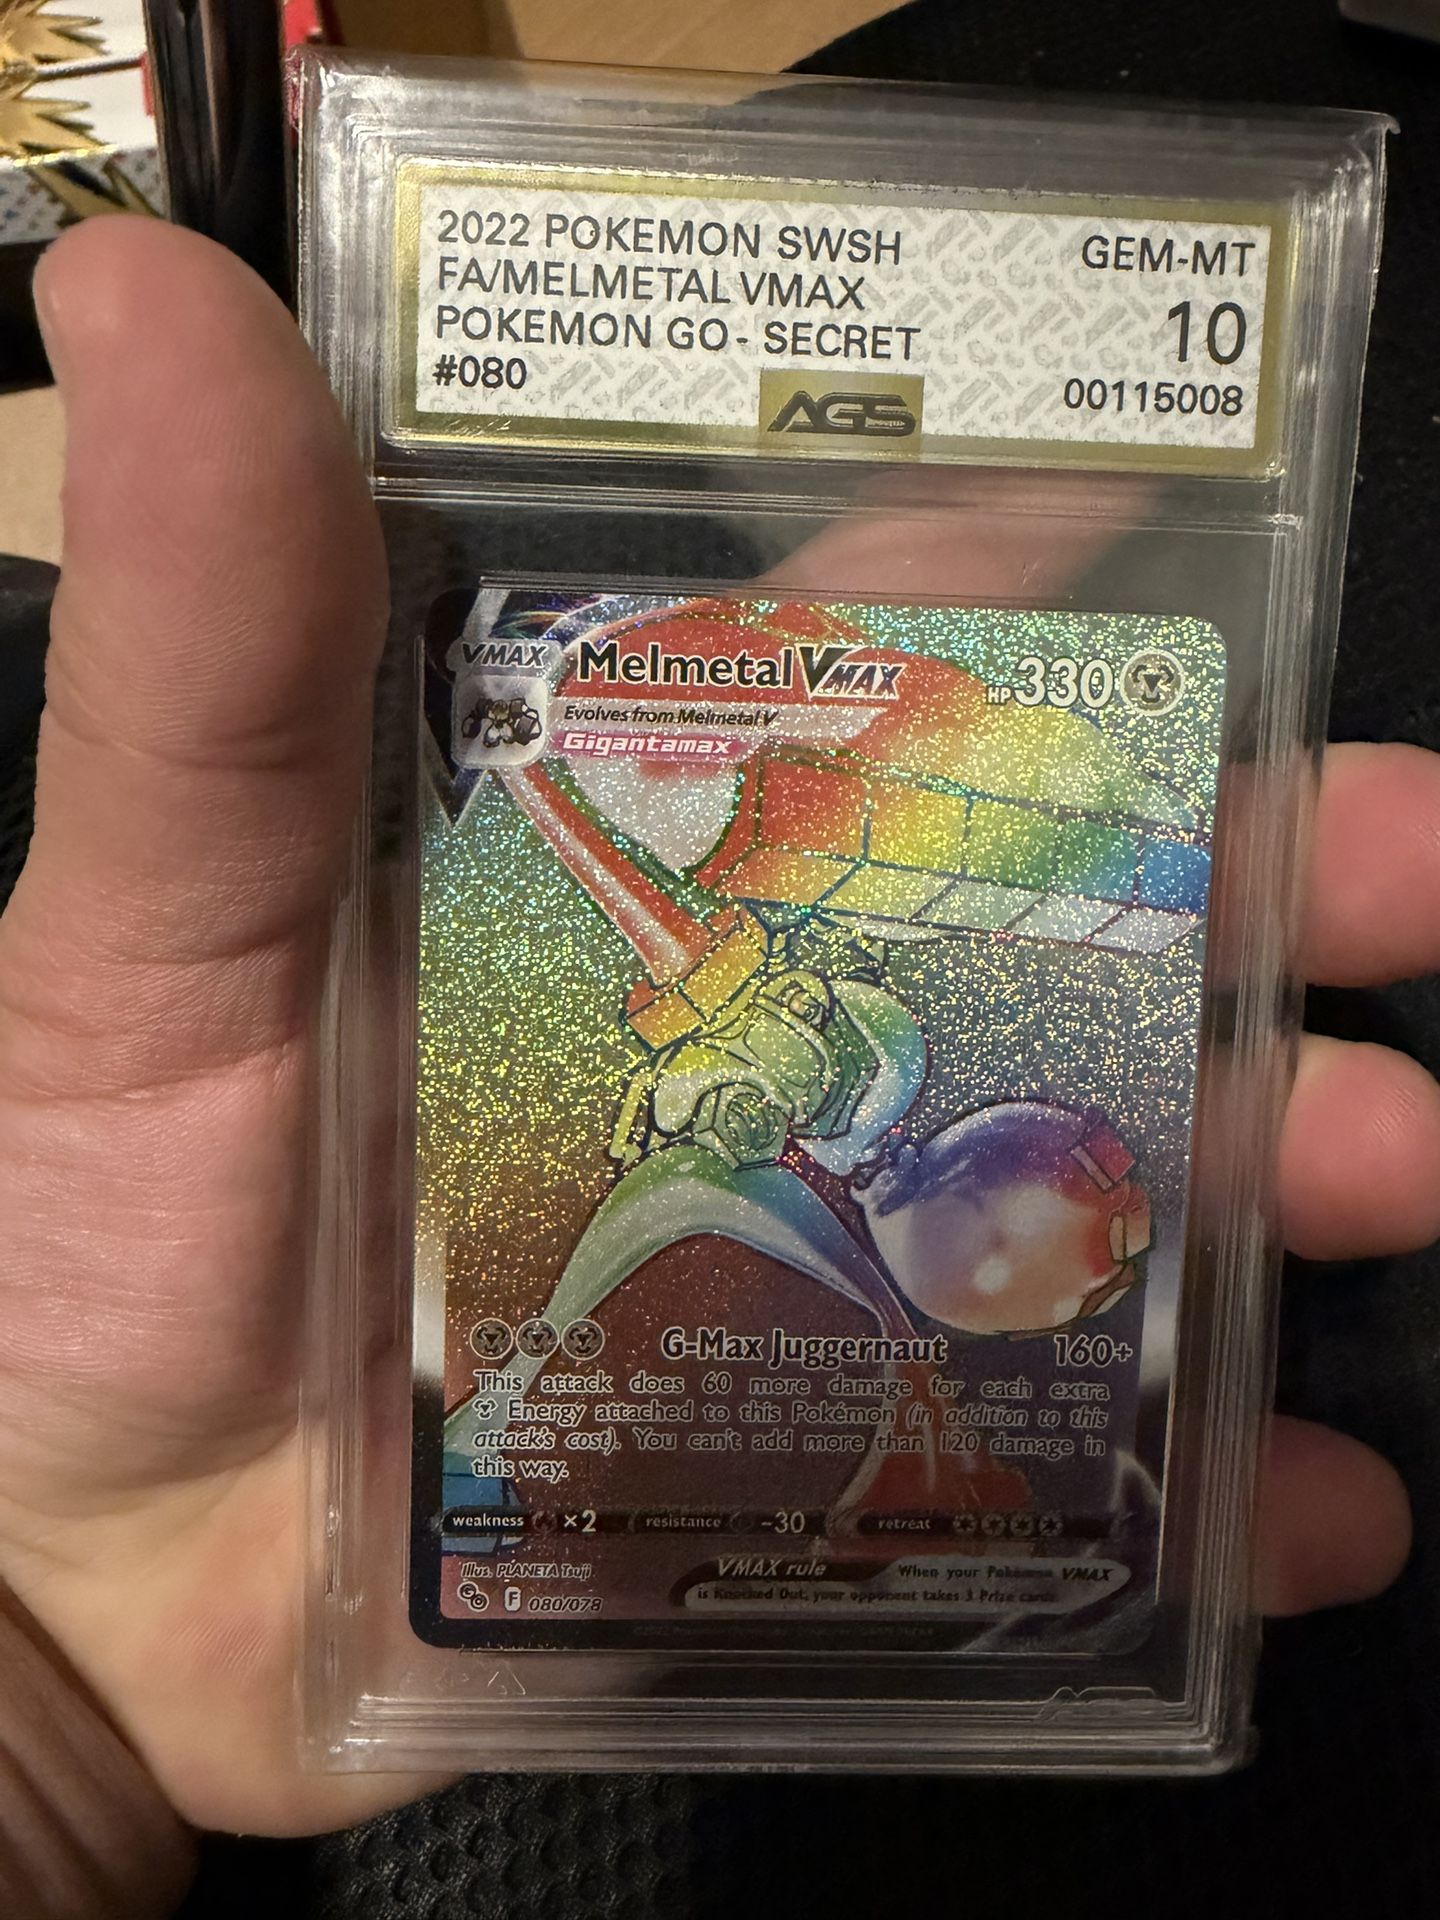 2022 POKEMON SWSH
GEM-MT
FA/MELMETAL VMAX
10
POKEMON GO - SECRET
#080
00115008
AGS
VMAX
Melmetal VMAX
HP 330
Evolves from Melmetal V
Gigantamax
G-Max Juggernaut 160+
This attack does 60 more damage for each extra
Energy attached to this Pokémon (in addition to this
attack's cost). You can't add more than 120 damage in
this way.
weakness ×2 resistance -30 retreat
Illus. PLANETA Tsuji
VMAX rule When your Pokémon VMAX
is Knocked Out, your opponent takes 3 Prize cards.
GO F 080/078